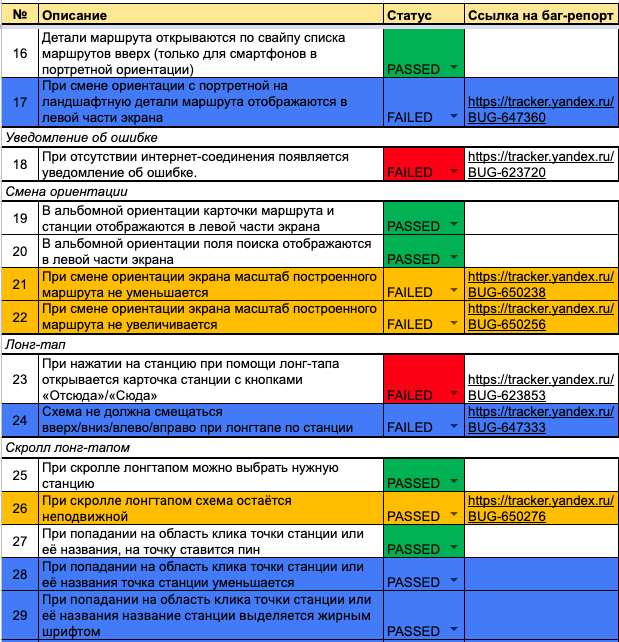 № Описание Статус Ссылка на баг-репорт
Детали маршрута открываются по свайпу списка
16 маршрутов вверх (только для смартфонов в
портретной ориентации) PASSED
При смене ориентации с портретной на
17 ландшафтную детали маршрута отображаются в https://tracker.yandex.ru/
левой части экрана FAILED BUG-647360
Уведомление об ошибке
18 При отсутствии интернет-соединения появляется https://tracker.yandex.ru/
уведомление об ошибке. FAILED BUG-623720
Смена ориентации
19 В альбомной ориентации карточки маршрута и
станции отображаются в левой части экрана PASSED
20 В альбомной ориентации поля поиска отображаются
в левой части экрана PASSED
21 При смене ориентации экрана масштаб построенного https://tracker.yandex.ru/
маршрута не уменьшается FAILED BUG-650238
22 При смене ориентации экрана масштаб построенного https://tracker.yandex.ru/
маршрута не увеличивается FAILED BUG-650256
Лонг-тап
При нажатии на станцию при помощи лонг-тапа
23 открывается карточка станции с кнопками https://tracker.yandex.ru/
«Отсюда»/«Сюда» FAILED BUG-623853
24 Схема не должна смещаться https://tracker.yandex.ru/
вверх/вниз/влево/вправо при лонгтапе по станции FAILED BUG-647333
Скролл лонг-тапом
25 При скролле лонгтапом можно выбрать нужную
станцию PASSED
26 При скролле лонгтапом схема остаётся https://tracker.yandex.ru/
неподвижной PASSED BUG-650276
27 При попадании на область клика точки станции или
её названия, на точку ставится пин PASSED
28 При попадании на область клика точки станции или
её названия точка станции уменьшается PASSED
При попадании на область клика точки станции или
29 её названия название станции выделяется жирным
шрифтом PASSED